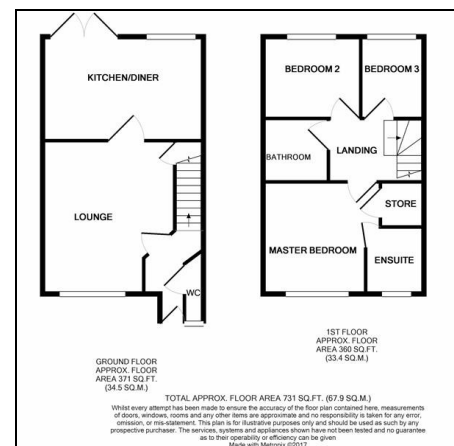 KITCHEN/DINER
LOUNGE
WC
GROUND FLOOR
APPROX. FLOOR
AREA 371 SQ.FT.
(34.5 SQ.M.)
BEDROOM 2
BEDROOM 3
BATHROOM
LANDING
STORE
MASTER BEDROOM
ENSUITE
1ST FLOOR
APPROX. FLOOR
AREA 360 SQ.FT.
(33.4 SQ.M.)
TOTAL APPROX. FLOOR AREA 731 SQ.FT. (67.9 SQ.M.)
Whilst every attempt has been made to ensure the accuracy of the floor plan contained here, measurements
of doors, windows, rooms and any other items are approximate and no responsibility is taken for any error,
omission, or mis-statement. This plan is for illustrative purposes only and should be used as such by any
prospective purchaser. The services, systems and appliances shown have not been tested and no guarantee
as to their operability or efficiency can be given
Made with Metropix ©2017